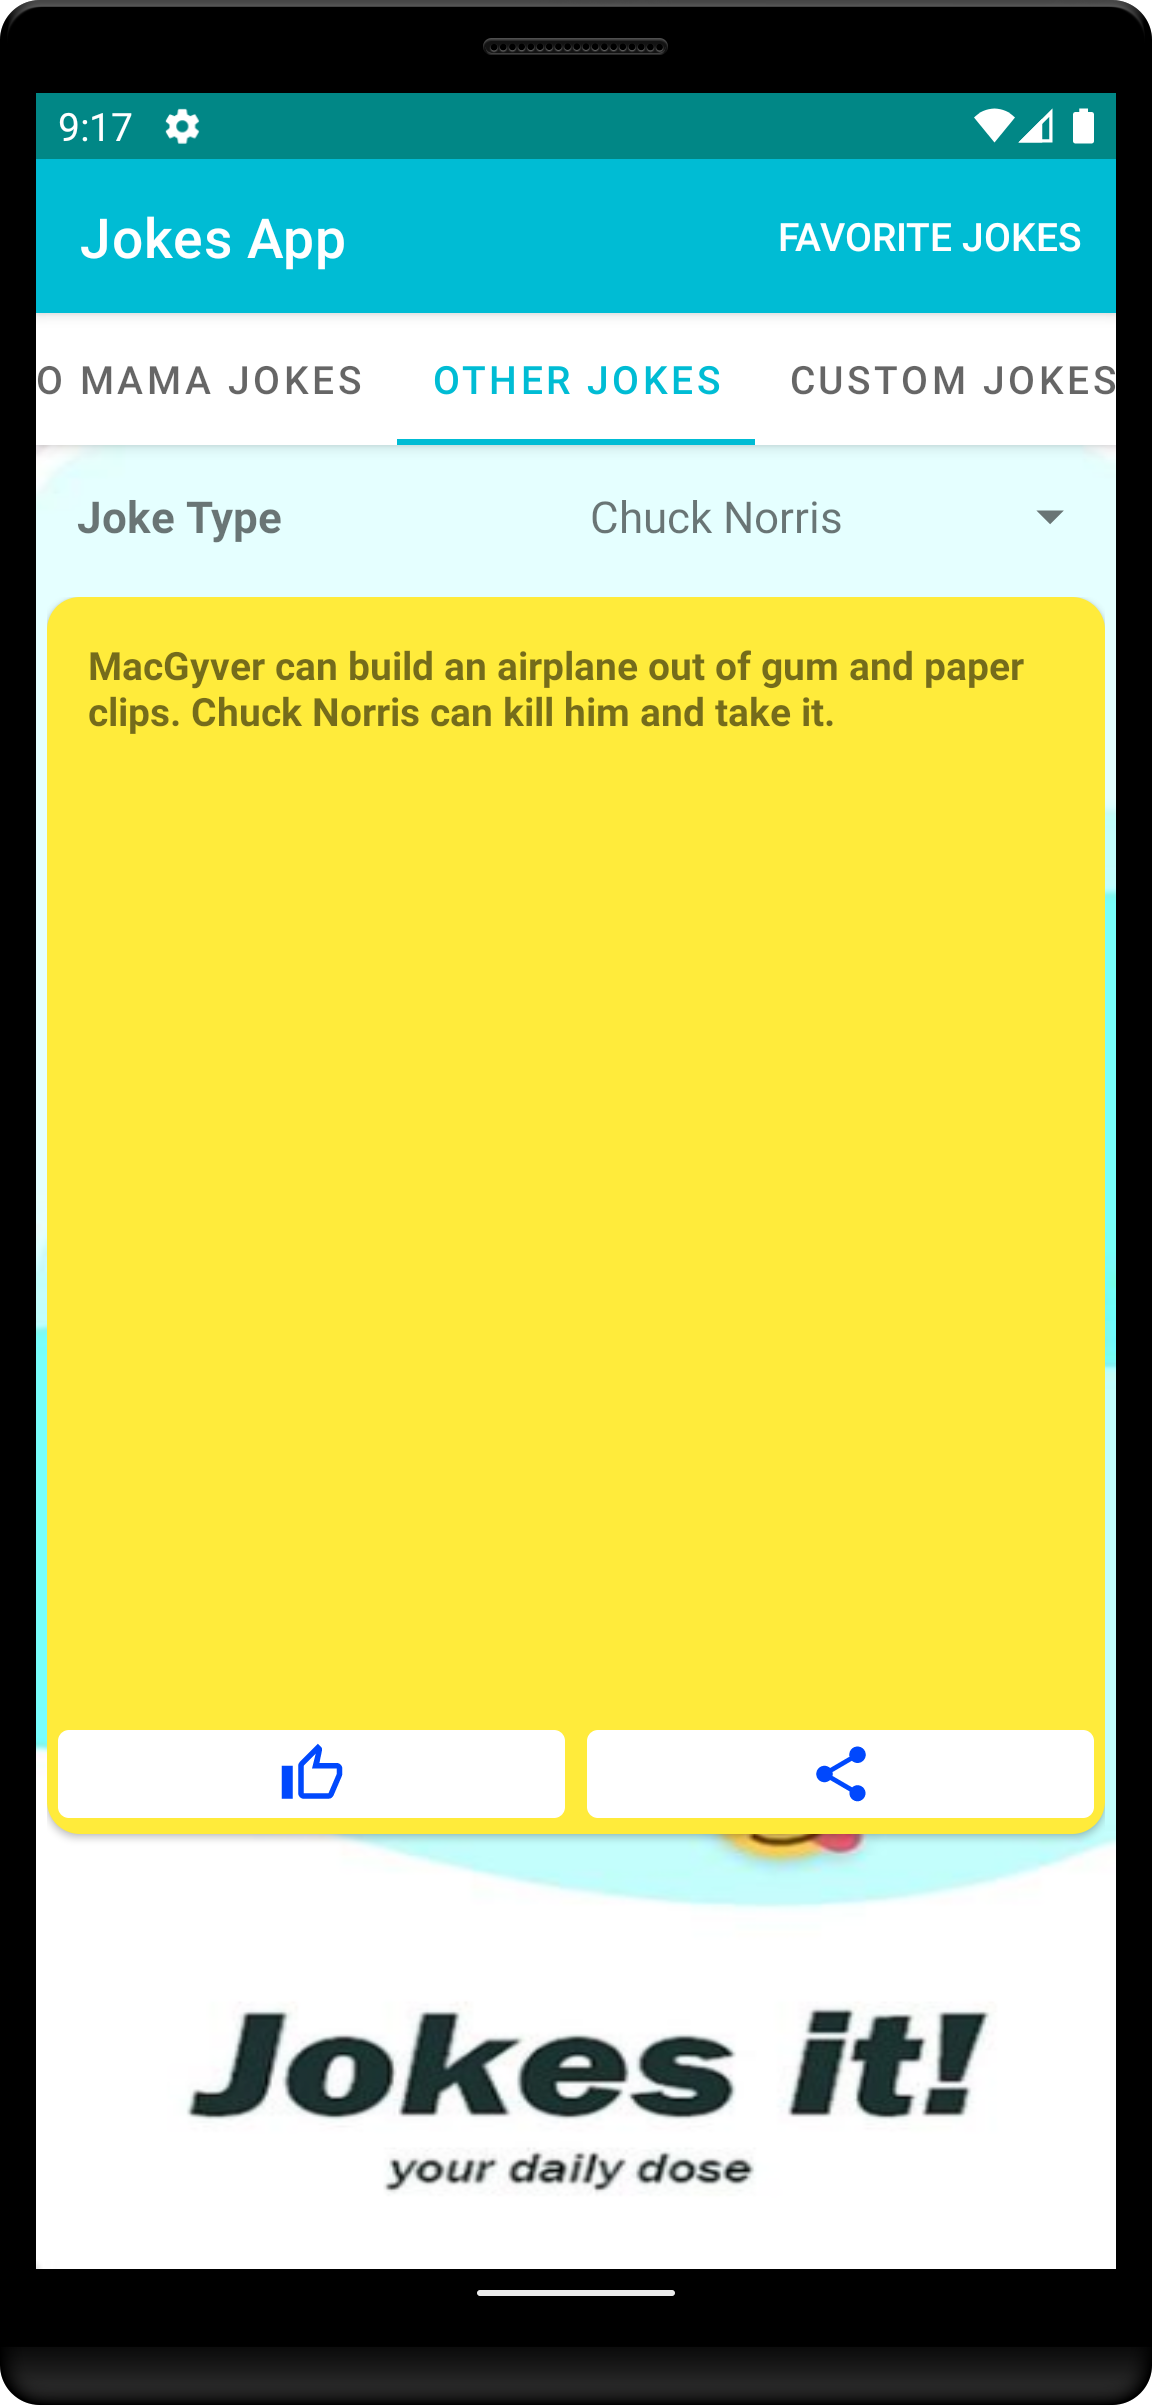 9:17
Jokes App
FAVORITE JOKES
O MAMA JOKES
OTHER JOKES
CUSTOM JOKES
Joke Type
Chuck Norris
MacGyver can build an airplane out of gum and paper
clips. Chuck Norris can kill him and take it.
Jokes it!
your daily dose